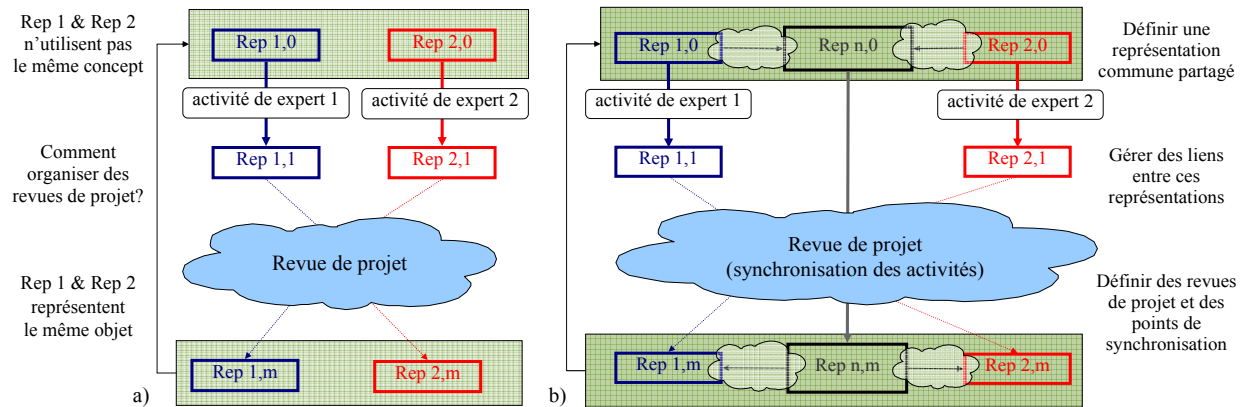 Rep 1 & Rep 2
n’utilisent pas
le même concept
Comment
organiser des
revues de projet?
Rep 1 & Rep 2
représentent
le même objet
Rep 1,0
Rep 2,0
activité de expert 1
activité de expert 2
Rep 1,1
Rep 2,1
Revue de projet
Rep 1,m
Rep 2,m
a)
Rep 1,0
Rep n,0
Rep 2,0
activité de expert 1
activité de expert 2
Rep 1,1
Rep 2,1
Revue de projet
(synchronisation des activités)
Rep 1,m
Rep n,m
Rep 2,m
b)
Définir une
représentation
commune partagé
Gérer des liens
entre ces
représentations
Définir des revues
de projet et des
points de
synchronisation